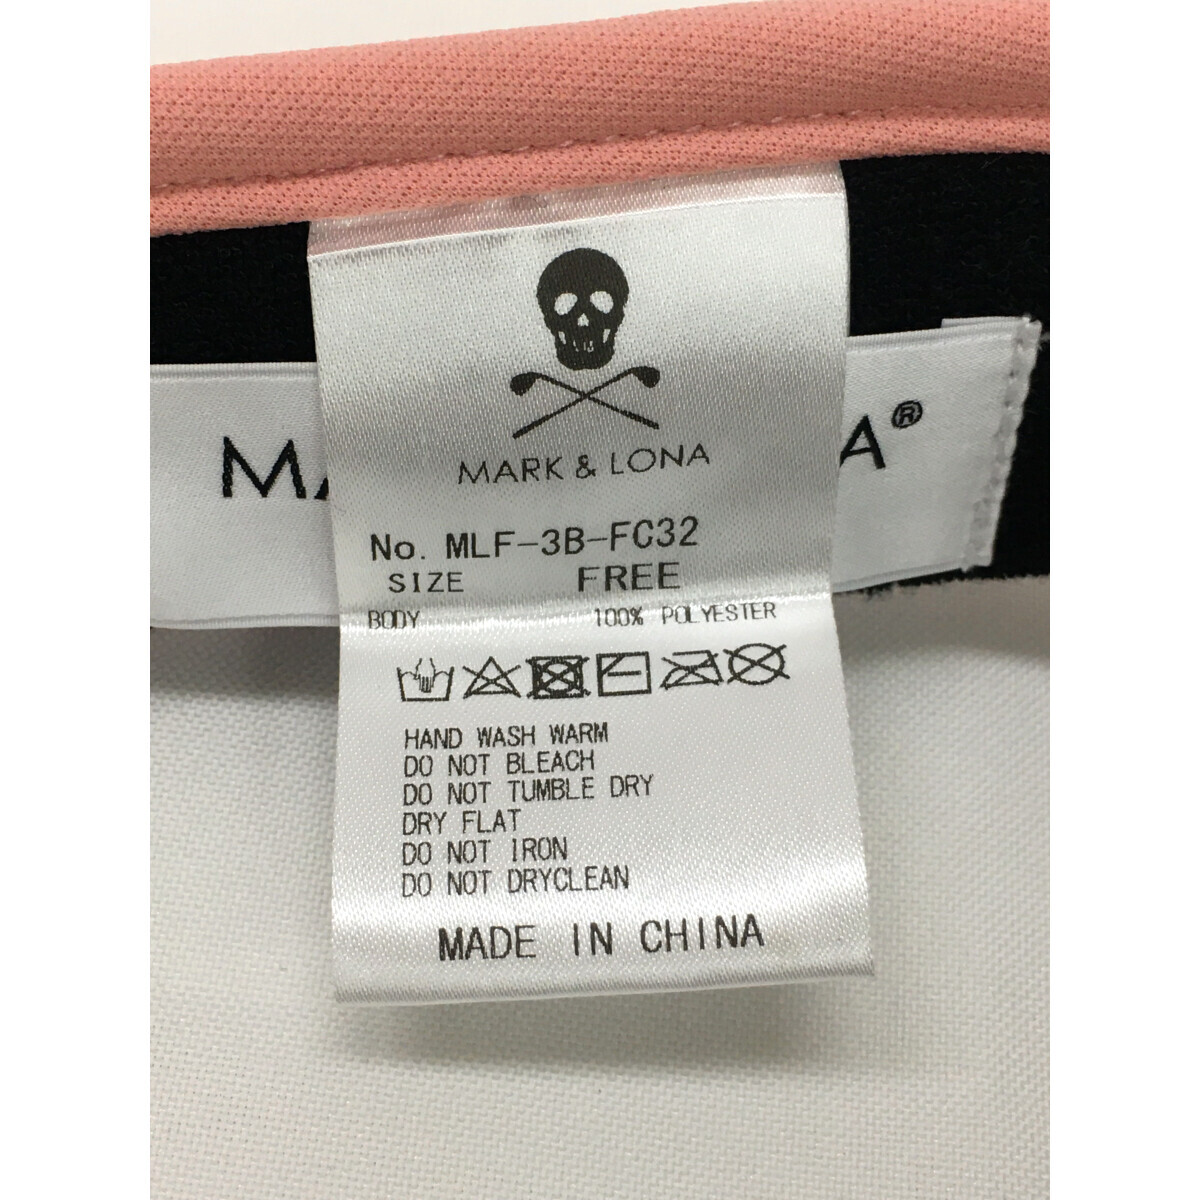 MARK & LONA
No. MLF-3B-FC32
SIZE FREE
BODY 100% POLYESTER
HAND WASH WARM
DO NOT BLEACH
DO NOT TUMBLE DRY
DRY FLAT
DO NOT IRON
DO NOT DRYCLEAN
MADE IN CHINA
MA A®